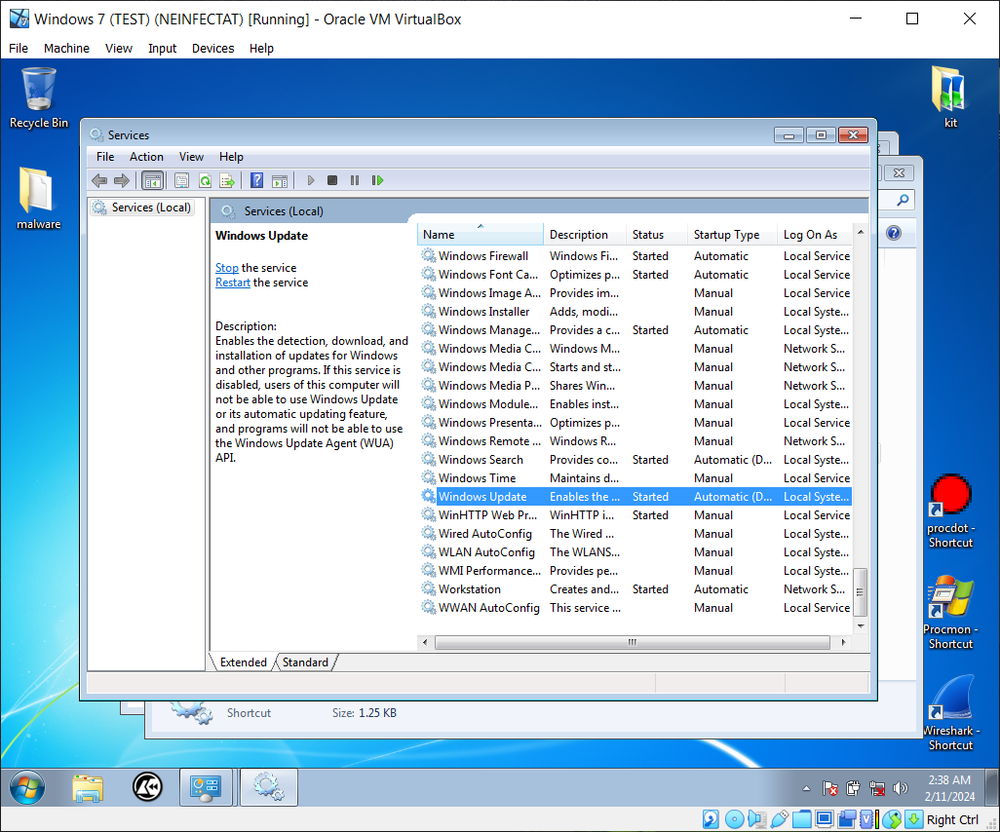 Windows 7 (TEST) (NEINFECTAT) [Running] - Oracle VM VirtualBox
File Machine View Input Devices Help
Recycle Bin
kit
malware
Services
File Action View Help
Services (Local)
Services (Local)
Windows Update
Stop the service
Restart the service
Description:
Enables the detection, download, and
installation of updates for Windows
and other programs. If this service is
disabled, users of this computer will
not be able to use Windows Update
or its automatic updating feature,
and programs will not be able to use
the Windows Update Agent (WUA)
API.
Name Description Status Startup Type Log On As
Windows Firewall Windows Fi... Started Automatic Local Service
Windows Font Ca... Optimizes p... Started Automatic Local Service
Windows Image A... Provides im... Manual Local Service
Windows Installer Adds, modi... Manual Local Syste...
Windows Manage... Provides a c... Started Automatic Local Syste...
Windows Media C... Windows M... Manual Network S...
Windows Media C... Starts and st... Manual Network S...
Windows Media P... Shares Win... Manual Network S...
Windows Module... Enables inst... Manual Local Syste...
Windows Presenta... Optimizes p... Manual Local Service
Windows Remote ... Windows R... Manual Network S...
Windows Search Provides co... Started Automatic (D... Local Syste...
Windows Time Maintains d... Manual Local Service
Windows Update Enables the ... Started Automatic (D... Local Syste...
WinHTTP Web Pr... WinHTTP i... Started Manual Local Service
Wired AutoConfig The Wired ... Manual Local Syste...
WLAN AutoConfig The WLANS... Manual Local Syste...
WMI Performance... Provides pe... Manual Local Syste...
Workstation Creates and... Started Automatic Network S...
WWAN AutoConfig This service ... Manual Local Service
Extended Standard
Shortcut Size: 1.25 KB
procdot -
Shortcut
Procmon -
Shortcut
Wireshark -
Shortcut
2:38 AM
2/11/2024
Right Ctrl